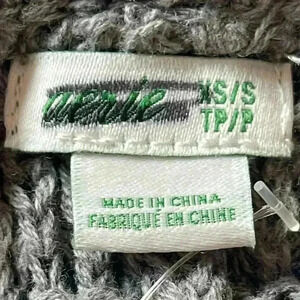 aerie XS/S
TP/P
MADE IN CHINA
FABRIQUÉ EN CHINE